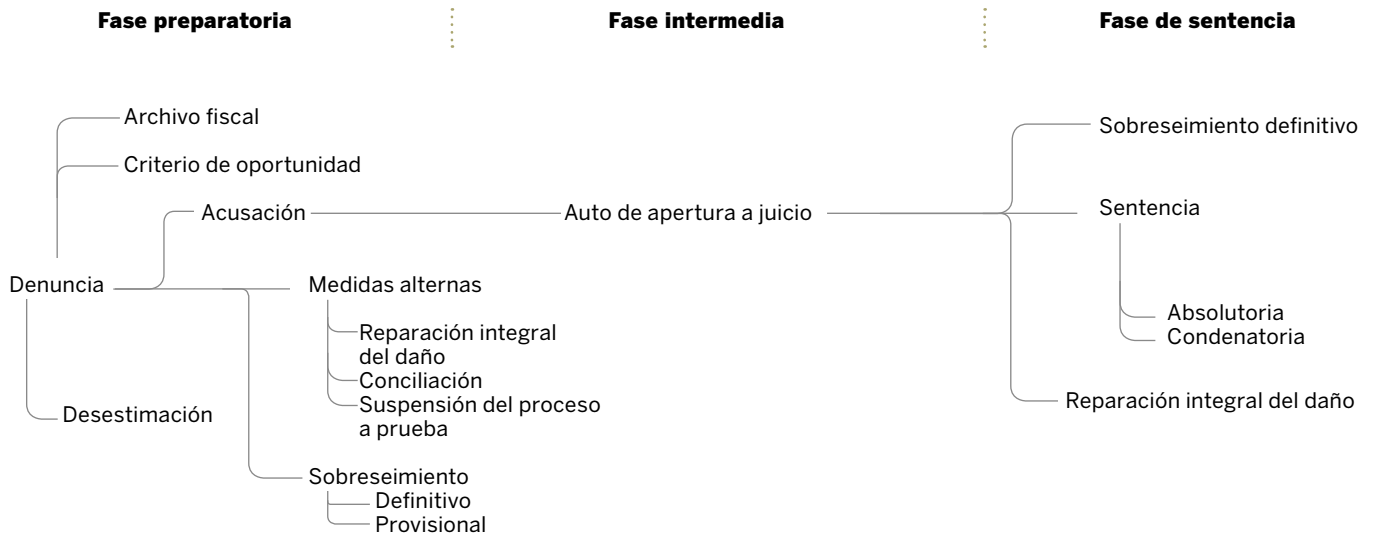 Fase preparatoria
Fase intermedia
Fase de sentencia
Archivo fiscal
Criterio de oportunidad
Acusación
Auto de apertura a juicio
Sobreseimiento definitivo
Sentencia
Denuncia
Medidas alternas
Reparación integral
del daño
Conciliación
Suspensión del proceso
a prueba
Absolutoria
Condenatoria
Desestimación
Reparación integral del daño
Sobreseimiento
Definitivo
Provisional